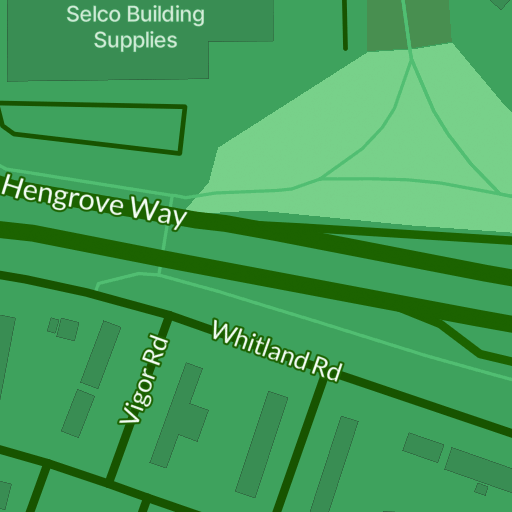 Selco Building
Supplies
Hengrove Way
Whitland Rd
Vigor Rd